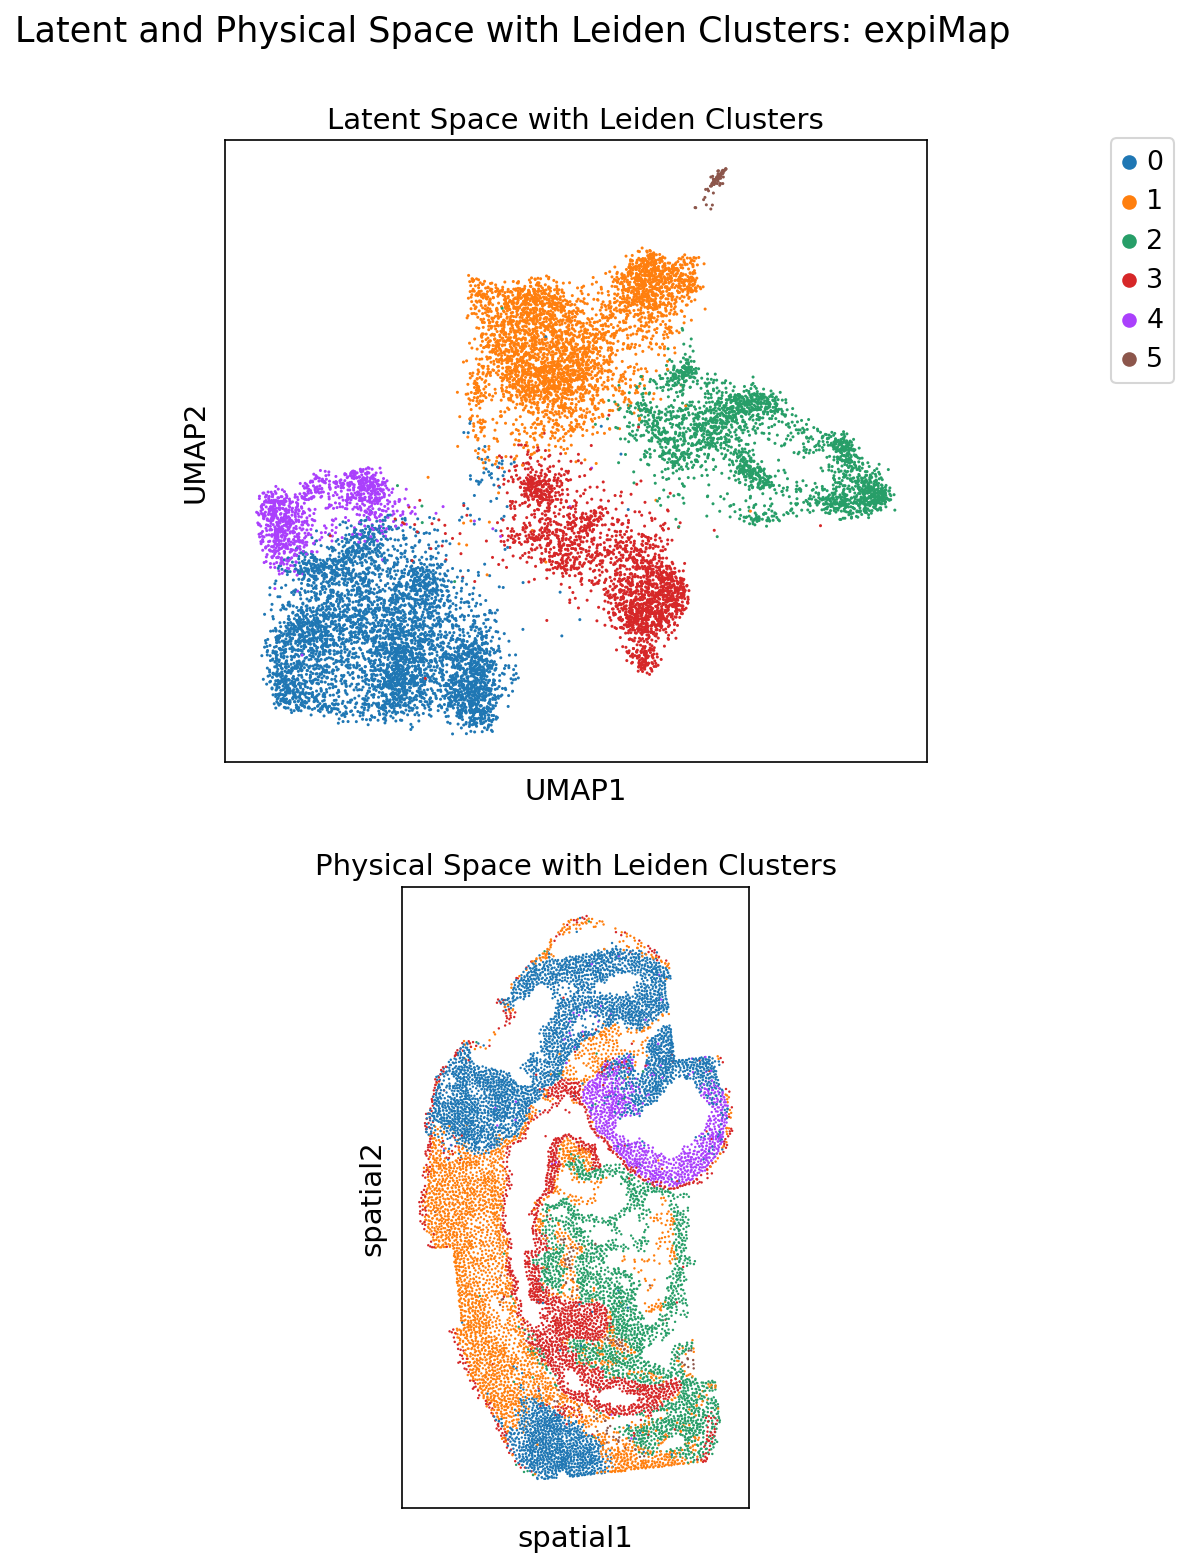 Latent and Physical Space with Leiden Clusters: expiMap
Latent Space with Leiden Clusters
0
1
2
3
4
5
UMAP2
UMAP1
Physical Space with Leiden Clusters
spatial2
spatial1